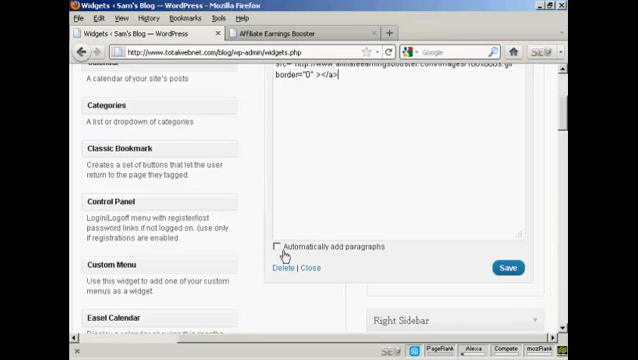 Widgets ‹ Sam's Blog — WordPress - Mozilla Firefox
File Edit View History Bookmarks Tools Help
Widgets ‹ Sam's Blog — WordPress × Affiliate Earnings Booster ×
http://www.totalwebnet.com/blog/wp-admin/widgets.php
Google
A calendar of your site's posts
Categories
A list or dropdown of categories
Classic Bookmark
Creates a set of buttons that let the user
return to the page they tagged.
Control Panel
Login/Logoff menu with register/lost
password links if not logged on. (use only
if registrations are enabled.
Custom Menu
Use this widget to add one of your custom
menus as a widget.
Easel Calendar
border="0" ></a>
Automatically add paragraphs
Delete | Close
Save
Right Sidebar
PageRank Alexa Compete mozRank